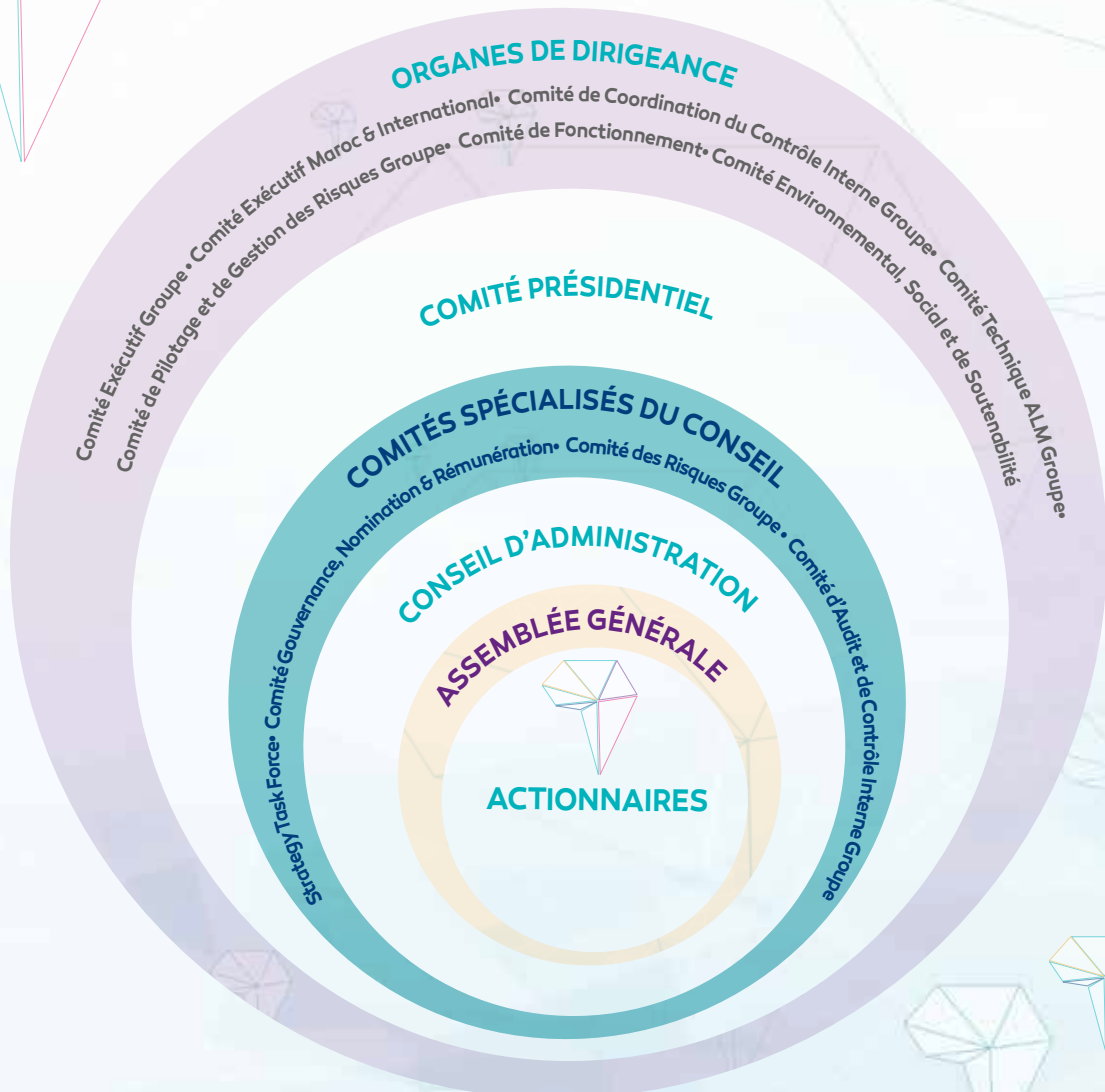 ORGANES DE DIRIGEANCE
Comité Exécutif Groupe • Comité Exécutif Maroc & International• Comité de Coordination du Contrôle Interne Groupe• Comité Technique ALM Groupe•
Comité de Pilotage et de Gestion des Risques Groupe• Comité de Fonctionnement• Comité Environnemental, Social et de Soutenabilité
COMITÉ PRÉSIDENTIEL
COMITÉS SPÉCIALISÉS DU CONSEIL
Strategy Task Force• Comité Gouvernance, Nomination & Rémunération• Comité des Risques Groupe • Comité d'Audit et de Contrôle Interne Groupe
CONSEIL D’ADMINISTRATION
ASSEMBLÉE GÉNÉRALE
ACTIONNAIRES